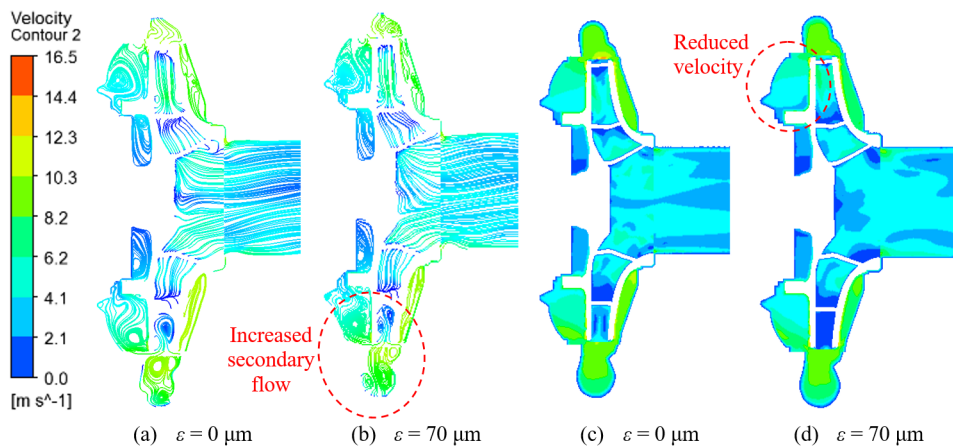 Velocity
Contour 2
16.5
14.4
12.3
10.3
8.2
6.2
4.1
2.1
0.0
[m s^-1]
Increased
secondary
flow
Reduced
velocity
(a) ε = 0 μm
(b) ε = 70 μm
(c) ε = 0 μm
(d) ε = 70 μm